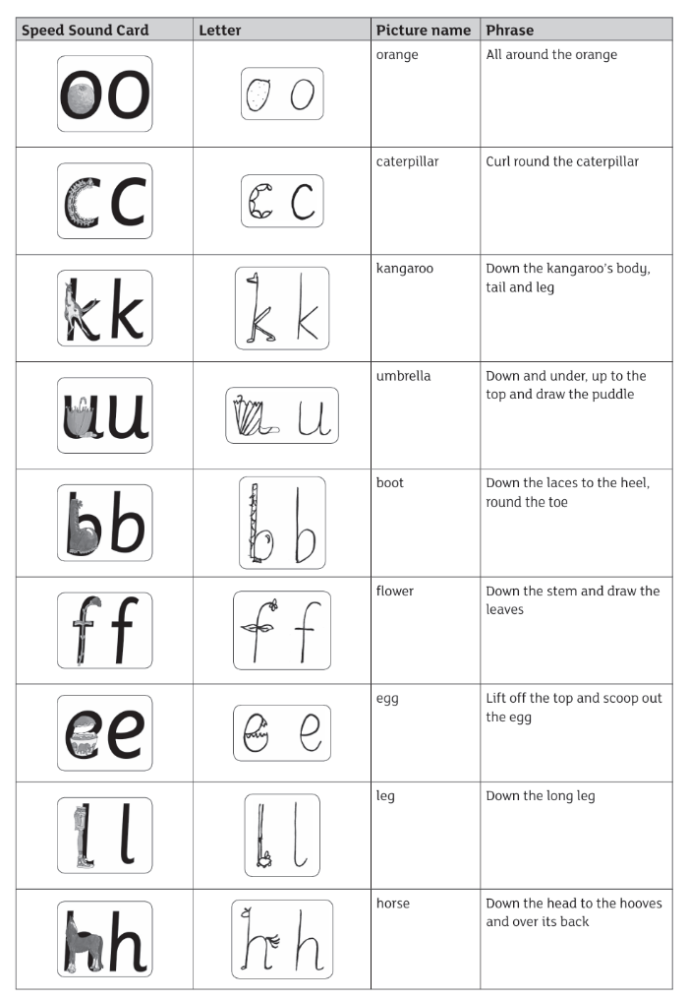 Speed Sound Card Letter Picture name Phrase
oo o o orange All around the orange
cc c c caterpillar Curl round the caterpillar
kk k k kangaroo Down the kangaroo's body,
tail and leg
uu u u umbrella Down and under, up to the
top and draw the puddle
bb b b boot Down the laces to the heel,
round the toe
ff f f flower Down the stem and draw the
leaves
ee e e egg Lift off the top and scoop out
the egg
ll l l leg Down the long leg
hh h h horse Down the head to the hooves
and over its back